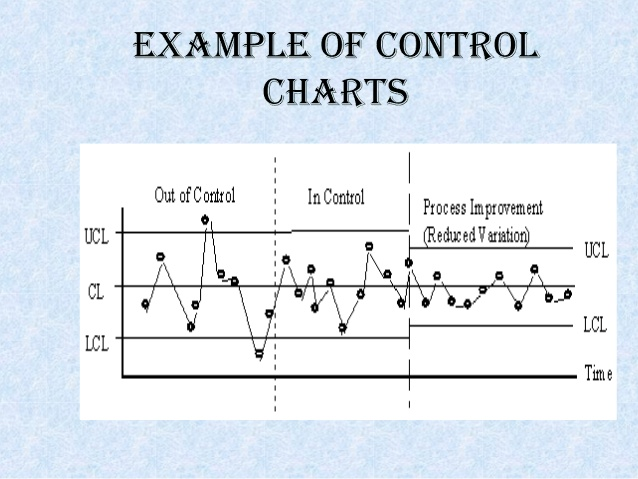 EXAMPLE OF CONTROL
CHARTS
Out of Control
In Control
Process Improvement
(Reduced Variation)
UCL
UCL
CL
LCL
LCL
Time